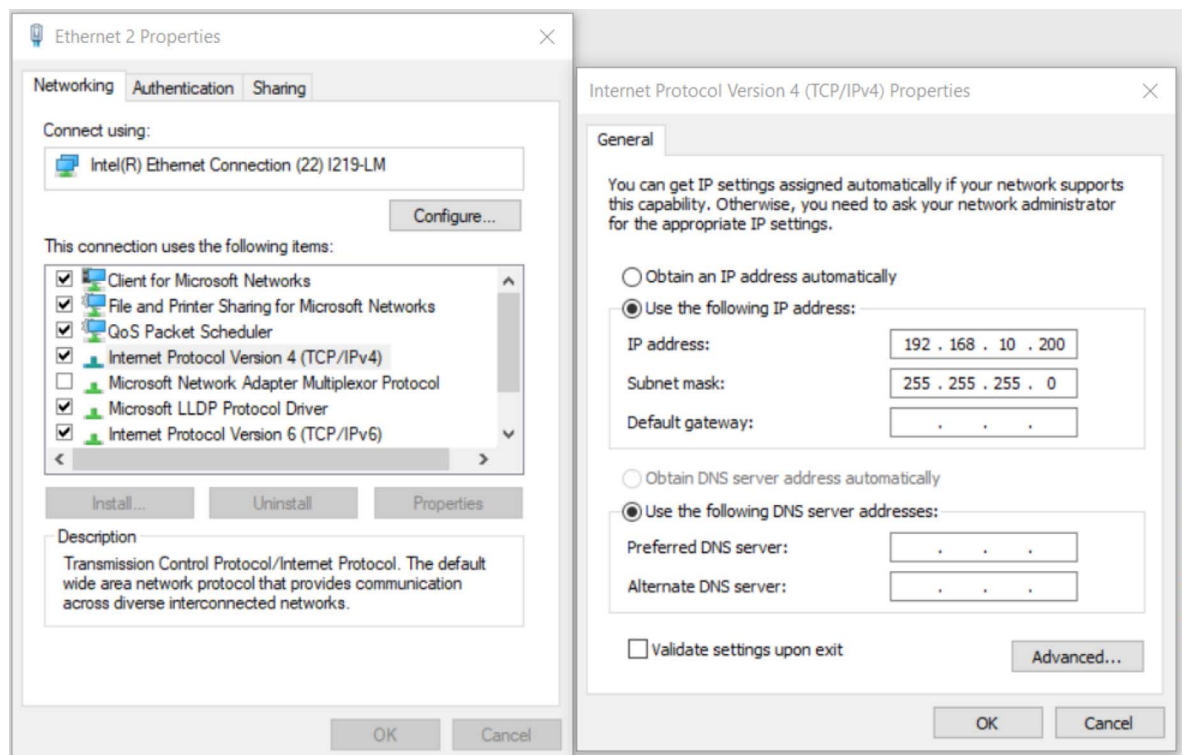 Ethernet 2 Properties
Networking
Authentication
Sharing
Connect using:
Intel(R) Ethernet Connection (22) I219-LM
Configure...
This connection uses the following items:
Client for Microsoft Networks
File and Printer Sharing for Microsoft Networks
QoS Packet Scheduler
Internet Protocol Version 4 (TCP/IPv4)
Microsoft Network Adapter Multiplexor Protocol
Microsoft LLDP Protocol Driver
Internet Protocol Version 6 (TCP/IPv6)
Install...
Uninstall
Properties
Description
Transmission Control Protocol/Internet Protocol. The default
wide area network protocol that provides communication
across diverse interconnected networks.
OK
Cancel
Internet Protocol Version 4 (TCP/IPv4) Properties
General
You can get IP settings assigned automatically if your network supports
this capability. Otherwise, you need to ask your network administrator
for the appropriate IP settings.
Obtain an IP address automatically
Use the following IP address:
IP address: 192 . 168 . 10 . 200
Subnet mask: 255 . 255 . 255 . 0
Default gateway: . . .
Obtain DNS server address automatically
Use the following DNS server addresses:
Preferred DNS server: . . .
Alternate DNS server: . . .
Validate settings upon exit
Advanced...
OK
Cancel